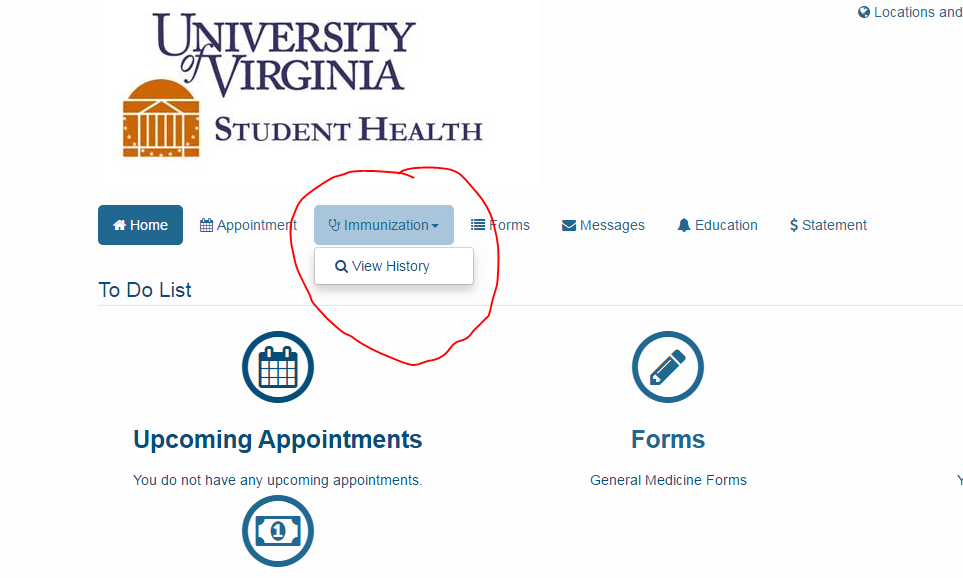 Locations and
UNIVERSITY
of VIRGINIA
STUDENT HEALTH
Home Appointment Immunization Forms Messages Education $ Statement
View History
To Do List
Upcoming Appointments Forms
You do not have any upcoming appointments. General Medicine Forms Y
1